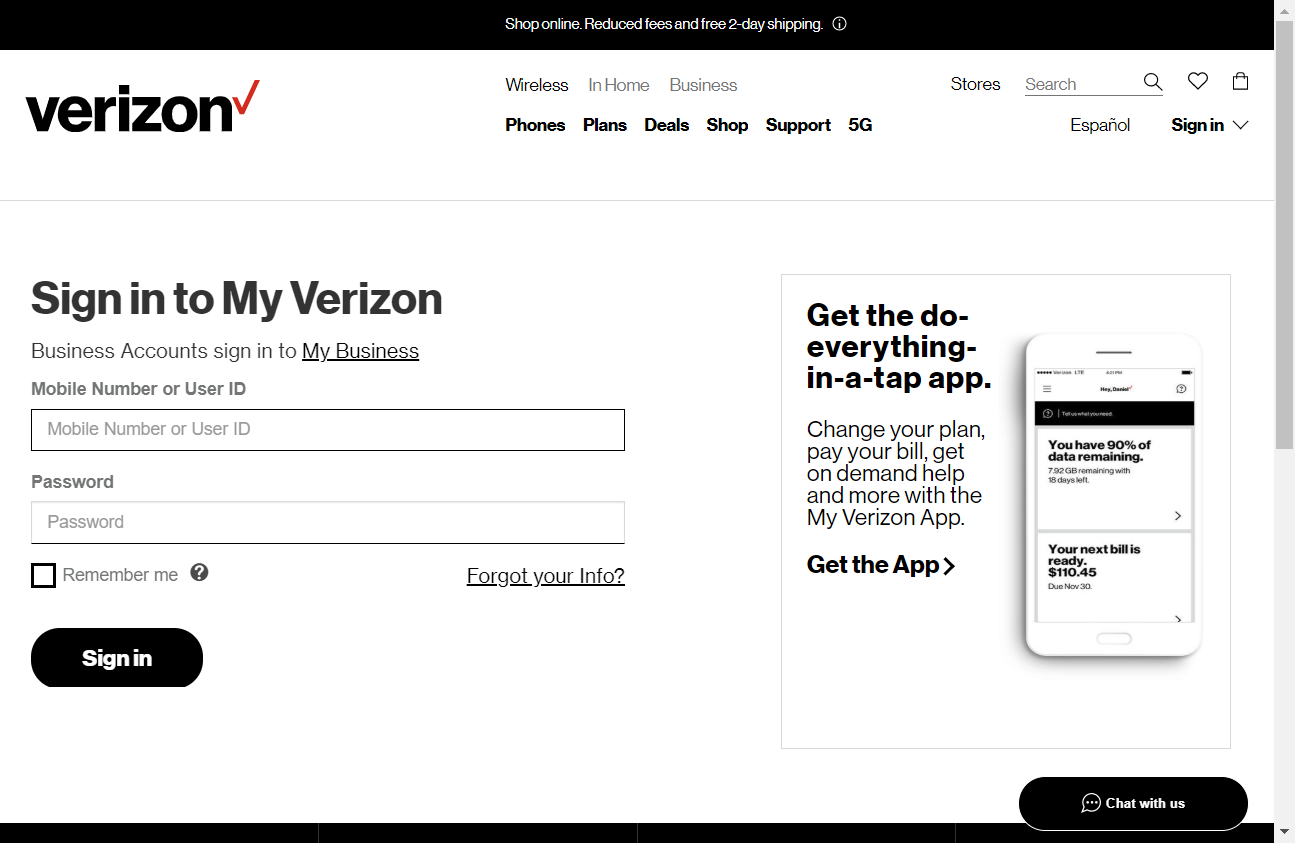 Shop online. Reduced fees and free 2-day shipping.
verizon
Wireless In Home Business
Stores Search
Phones Plans Deals Shop Support 5G
Español Sign in
Sign in to My Verizon
Business Accounts sign in to My Business
Mobile Number or User ID
Mobile Number or User ID
Password
Password
Remember me
Forgot your Info?
Sign in
Get the do-
everything-
in-a-tap app.
Change your plan,
pay your bill, get
on demand help
and more with the
My Verizon App.
Get the App
Verizon LTE 4:21 PM
Hey, Daniel
Tell us what you need.
You have 90% of
data remaining.
7.92 GB remaining with
18 days left.
Your next bill is
ready.
$110.45
Due Nov 30.
Chat with us